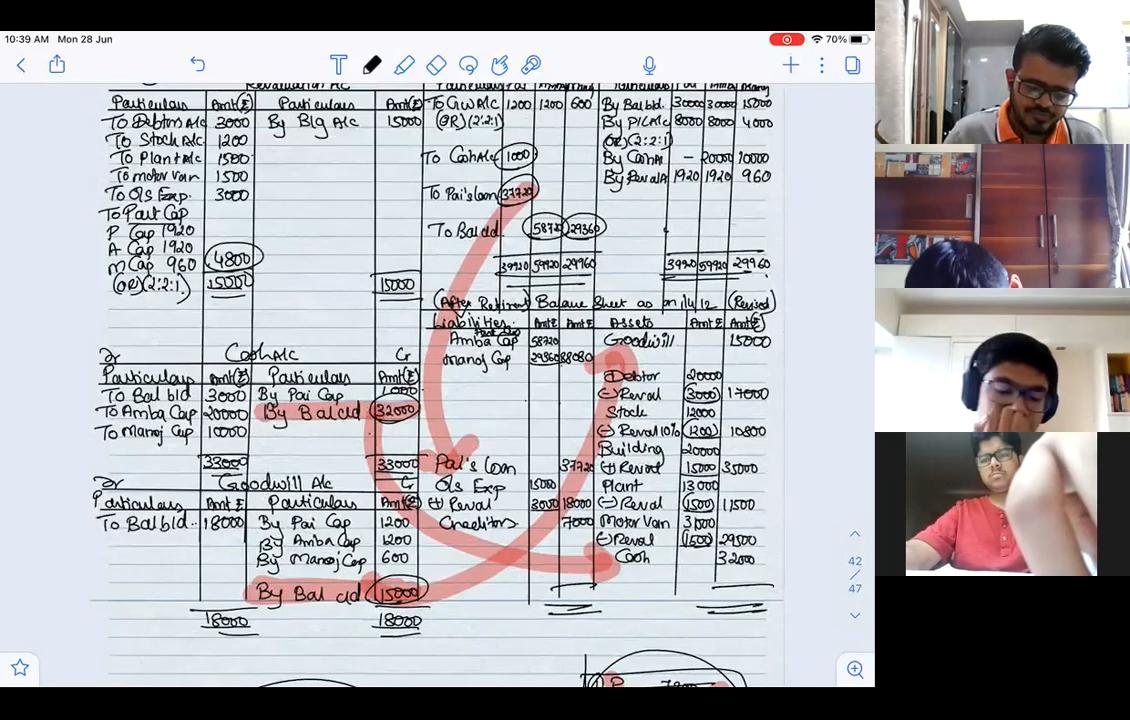 10:39 AM Mon 28 Jun
70%
Revaluation A/c
Particulars Amt(₹) Particulars Amt(₹)
To Debtors A/c 3000 By Blg A/c 15000
To Stock A/c 1200
To Plant A/c 1500
To motor van 1500
To O/s Exp. 3000
To Part Cap
P Cap 1920
A Cap 1920
M Cap 960 4800
(OR)(2:2:1) 15000 15000
To G/w A/c 1200 1200 600 By Bal b/d. 30000 30000 15000
(OR)(2:2:1) By P/L A/c 8000 8000 4000
(OR)(2:2:1)
To Cash A/c 1000 By Cash A/c – 20000 10000
By Reval A/c 1920 1920 960
To Pai's loan 37720
To Bal c/d. 58720 29360
39920 59920 29960 39920 59920 29960
(After Retirement) Balance Sheet as on 1/4/12 (Revised)
Liabilities Amt₹ Amt₹ Assets Amt₹ Amt(₹)
Part Cap
Amba Cap 58720 Goodwill 15000
Manoj Cap 29360 88080
Debtor 20000
(-) Reval (3000) 17000
Stock 12000
(-) Reval 10% (1200) 10800
Building 20000
Pai's loan 37720 (+) Reval 15000 35000
O/s Exp 15000 Plant 13000
(+) Reval 3000 18000 (-) Reval (1500) 11500
Creditors 7000 Motor Van
(-) Reval (1500) 29500
Cash 32000
Dr Cash A/c Cr
Particulars Amt(₹) Particulars Amt(₹)
To Bal b/d 3000 By Pai Cap 1000
To Amba Cap 20000 By Bal c/d 32000
To Manoj Cap 10000
33000 33000
Dr Goodwill A/c Cr
Particulars Amt ₹ Particulars Amt ₹
To Bal b/d. 18000 By Pai Cap 1200
By Amba Cap 1200
By Manoj Cap 600
By Bal c/d 15000
18000 18000
42
/
47